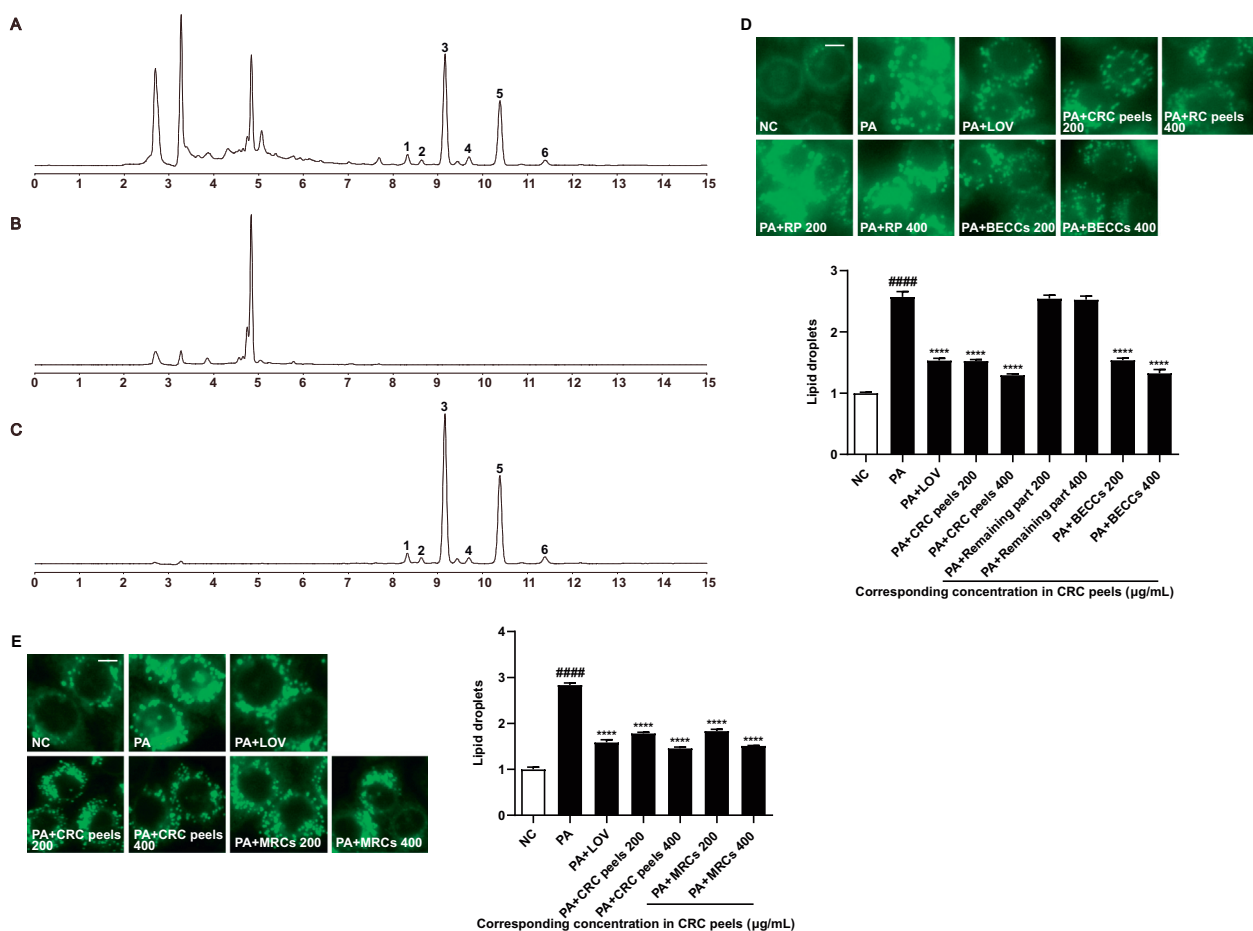 A
1
2
3
4
5
6
0 1 2 3 4 5 6 7 8 9 10 11 12 13 14 15
B
0 1 2 3 4 5 6 7 8 9 10 11 12 13 14 15
C
1
2
3
4
5
6
0 1 2 3 4 5 6 7 8 9 10 11 12 13 14 15
D
NC
PA
PA+LOV
PA+CRC peels
200
PA+RC peels
400
PA+RP 200
PA+RP 400
PA+BECCs 200
PA+BECCs 400
Lipid droplets
3
2
1
0
####
****
****
****
****
****
NC
PA
PA+LOV
PA+CRC peels 200
PA+CRC peels 400
PA+Remaining part 200
PA+Remaining part 400
PA+BECCs 200
PA+BECCs 400
Corresponding concentration in CRC peels (µg/mL)
E
NC
PA
PA+LOV
PA+CRC peels
200
PA+CRC peels
400
PA+MRCs 200
PA+MRCs 400
Lipid droplets
4
3
2
1
0
####
****
****
****
****
****
NC
PA
PA+LOV
PA+CRC peels 200
PA+CRC peels 400
PA+MRCs 200
PA+MRCs 400
Corresponding concentration in CRC peels (µg/mL)